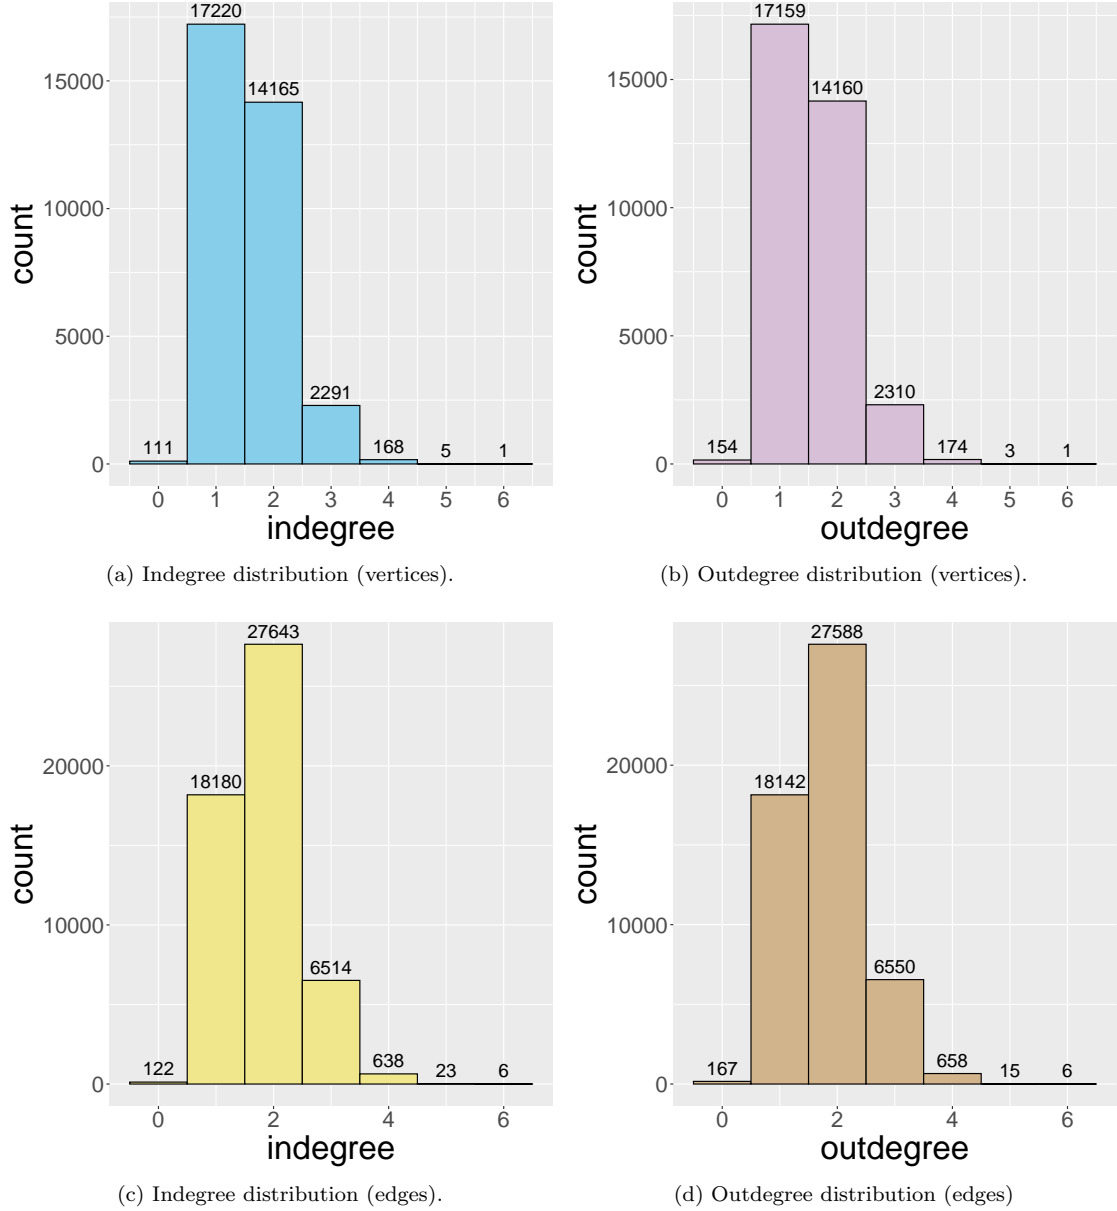 17220
17159
14165
14160
15000
15000
10000
10000
count
count
5000
5000
2291
2310
111
168
5
1
154
174
3
1
0
0
0 1 2 3 4 5 6
0 1 2 3 4 5 6
indegree
outdegree
(a) Indegree distribution (vertices).
(b) Outdegree distribution (vertices).
27643
27588
20000
20000
18180
18142
count
count
10000
10000
6514
6550
122
638
23
6
167
658
15
6
0
0
0 2 4 6
0 2 4 6
indegree
outdegree
(c) Indegree distribution (edges).
(d) Outdegree distribution (edges)